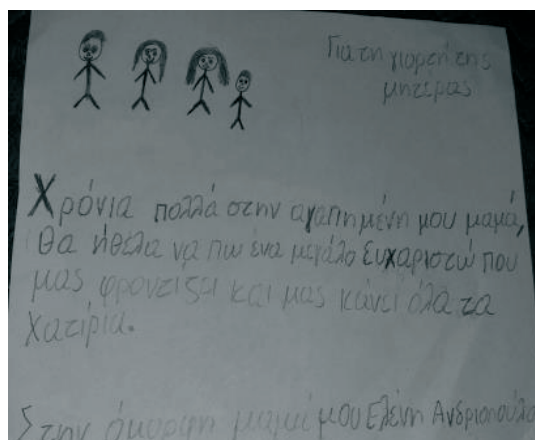 Για τη γιορτή της
μητέρας
Χρόνια πολλά στην αγαπημένη μου μαμά,
Θα ήθελα να πω ένα μεγάλο ευχαριστώ που
μας φροντίζει και μας κάνει όλα τα
χατίρια.
Στην όμορφη μαμά μου Ελένη Ανδριοπούλου